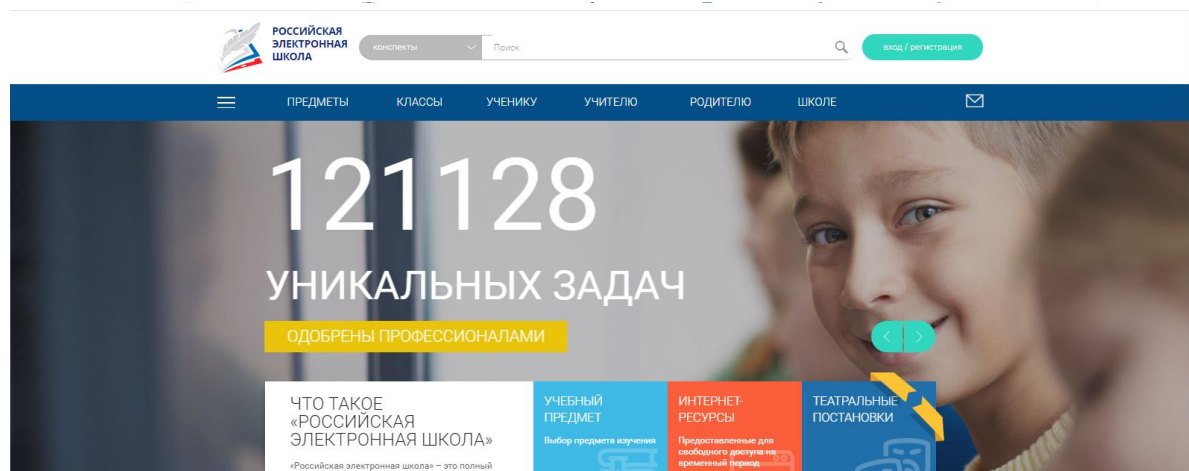 РОССИЙСКАЯ
ЭЛЕКТРОННАЯ
ШКОЛА
конспекты
Поиск
вход / регистрация
ПРЕДМЕТЫ КЛАССЫ УЧЕНИКУ УЧИТЕЛЮ РОДИТЕЛЮ ШКОЛЕ
121128
УНИКАЛЬНЫХ ЗАДАЧ
ОДОБРЕНЫ ПРОФЕССИОНАЛАМИ
ЧТО ТАКОЕ
«РОССИЙСКАЯ
ЭЛЕКТРОННАЯ ШКОЛА»
«Российская электронная школа» – это полный
УЧЕБНЫЙ
ПРЕДМЕТ
Выбор предмета изучения
ИНТЕРНЕТ-
РЕСУРСЫ
Предоставленные для
свободного доступа на
временный период
ТЕАТРАЛЬНЫЕ
ПОСТАНОВКИ